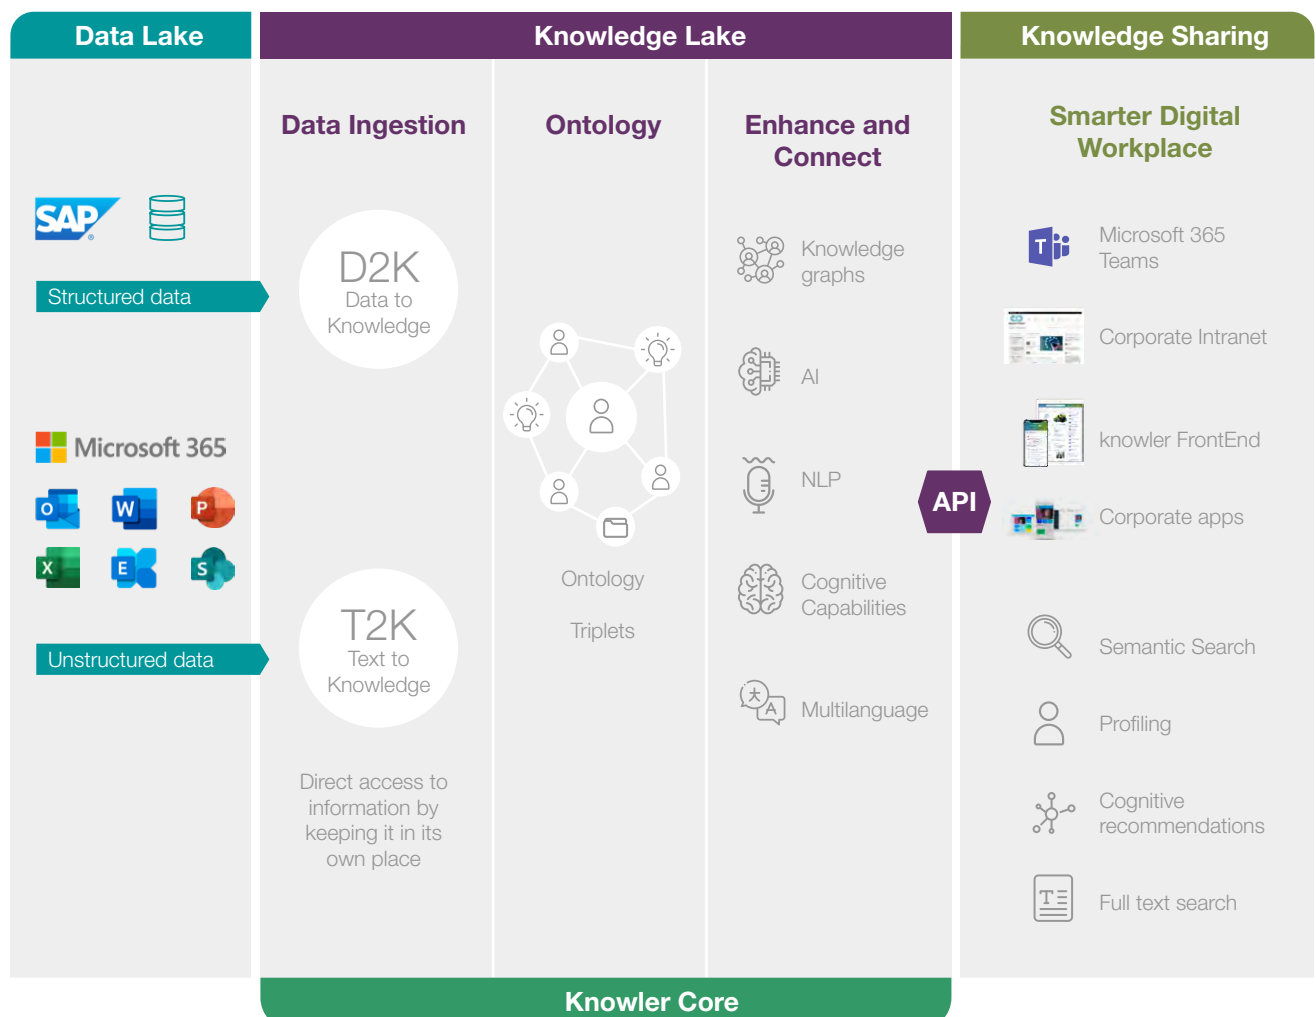 Data Lake
Knowledge Lake
Knowledge Sharing
Data Ingestion
Ontology
Enhance and
Connect
Smarter Digital
Workplace
SAP
®
Structured data
Microsoft 365
O
W
P
X
E
S
Unstructured data
D2K
Data to
Knowledge
T2K
Text to
Knowledge
Direct access to
information by
keeping it in its
own place
Ontology
Triplets
Knowledge
graphs
AI
NLP
Cognitive
Capabilities
大
A
Multilanguage
API
T
Microsoft 365
Teams
Corporate Intranet
knowler FrontEnd
Corporate apps
Semantic Search
Profiling
Cognitive
recommendations
T
Full text search
Knowler Core